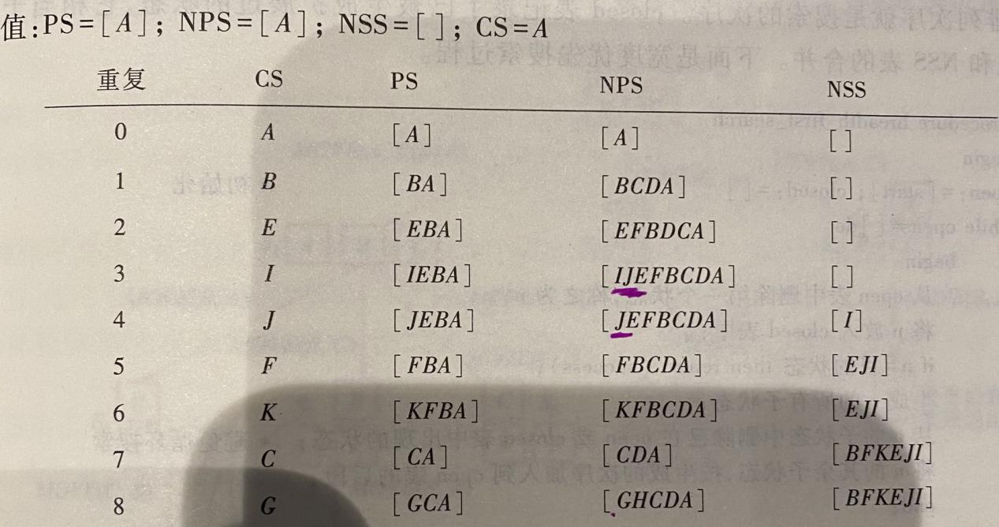 值:PS=[A]; NPS=[A]; NSS=[ ]; CS=A
重复 CS PS NPS NSS
0 A [A] [A] [ ]
1 B [BA] [BCDA] [ ]
2 E [EBA] [EFBDCA] [ ]
3 I [IEBA] [IJEFBCDA] [ ]
4 J [JEBA] [JEFBCDA] [I]
5 F [FBA] [FBCDA] [EJI]
6 K [KFBA] [KFBCDA] [EJI]
7 C [CA] [CDA] [BFKEJI]
8 G [GCA] [GHCDA] [BFKEJI]